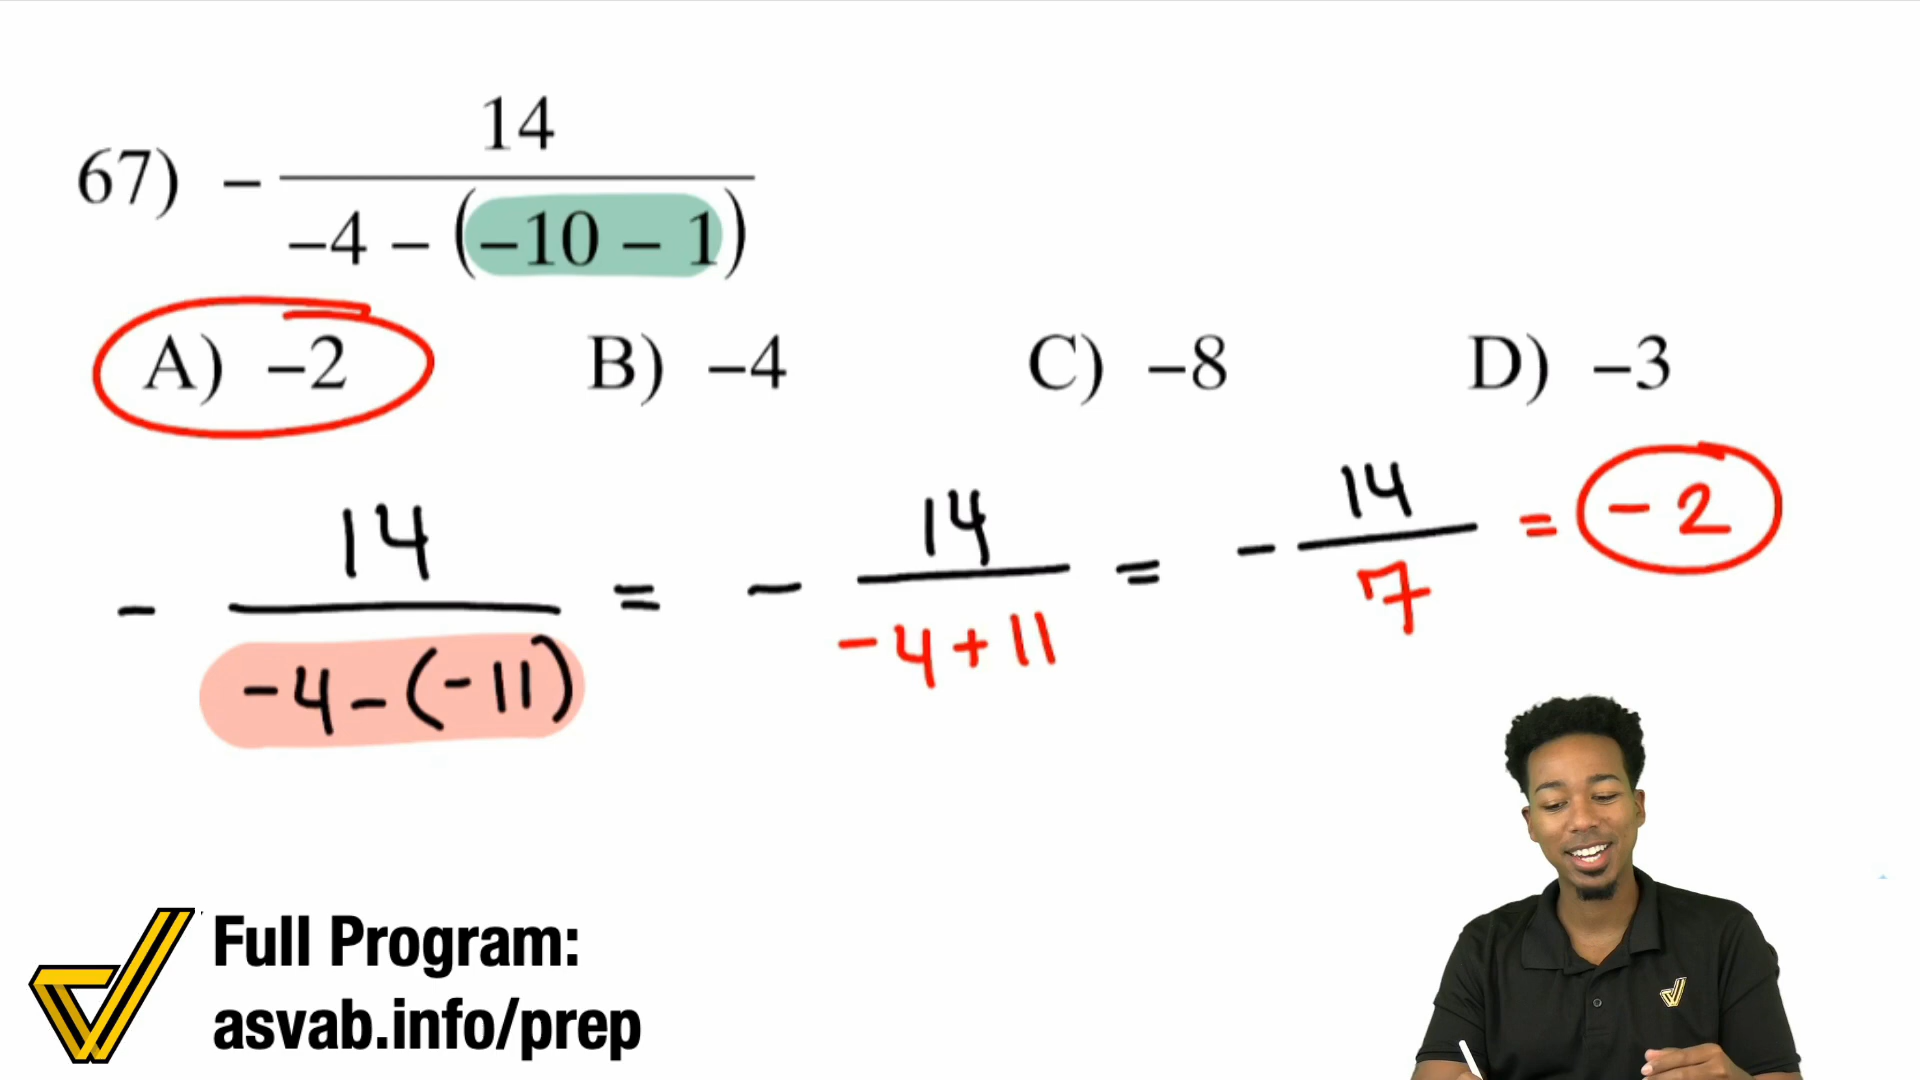 67) - 14 / (-4 - (-10 - 1))
A) -2 B) -4 C) -8 D) -3
- 14 / (-4 - (-11)) = - 14 / (-4 + 11) = - 14 / 7 = -2
Full Program:
asvab.info/prep